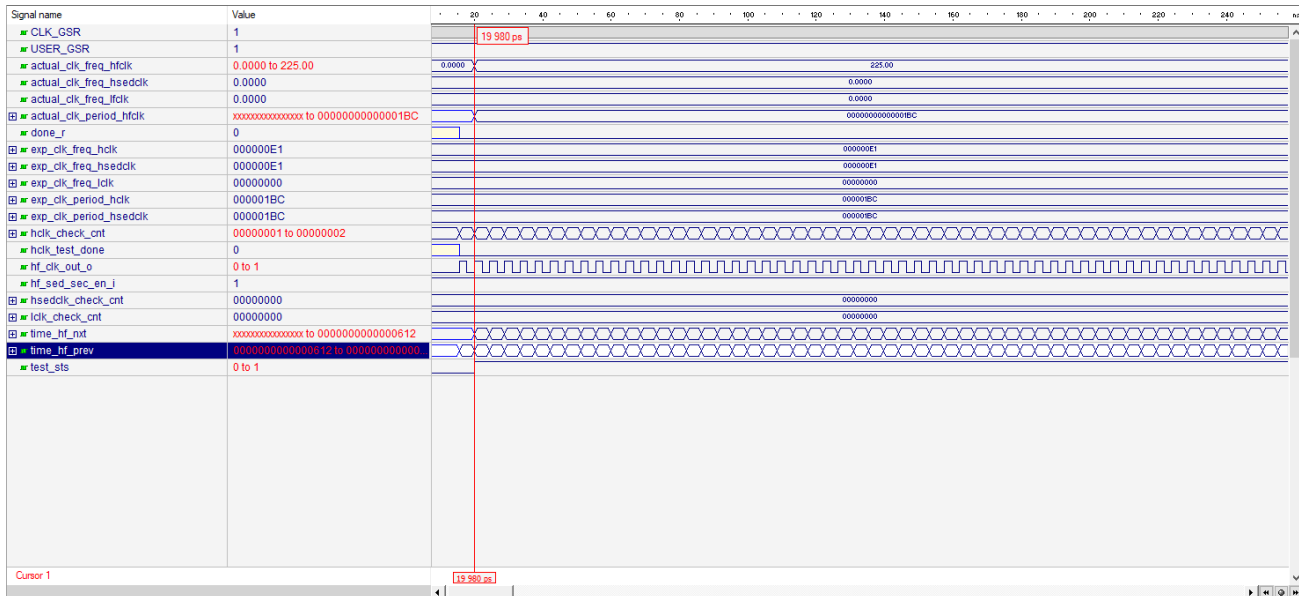 Signal name Value 20 40 60 80 100 120 140 160 180 200 220 240
CLK_GSR 1 19 980 ps
USER_GSR 1
actual_clk_freq_hfclk 0.0000 to 225.00 0.0000 225.00
actual_clk_freq_hsedclk 0.0000 0.0000
actual_clk_freq_lfclk 0.0000 0.0000
actual_clk_period_hfclk xxxxxxxxxxxxxxxx to 00000000000001BC 00000000000001BC
done_r 0
exp_clk_freq_hclk 000000E1 000000E1
exp_clk_freq_hsedclk 000000E1 000000E1
exp_clk_freq_lclk 00000000 00000000
exp_clk_period_hclk 000001BC 000001BC
exp_clk_period_hsedclk 000001BC 000001BC
hclk_check_cnt 00000001 to 00000002
hclk_test_done 0
hf_clk_out_o 0 to 1
hf_sed_sec_en_i 1
hsedclk_check_cnt 00000000 00000000
lclk_check_cnt 00000000 00000000
time_hf_nxt xxxxxxxxxxxxxxxx to 0000000000000612
time_hf_prev 0000000000000612 to 000000000000...
test_sts 0 to 1
Cursor 1 19 980 ps